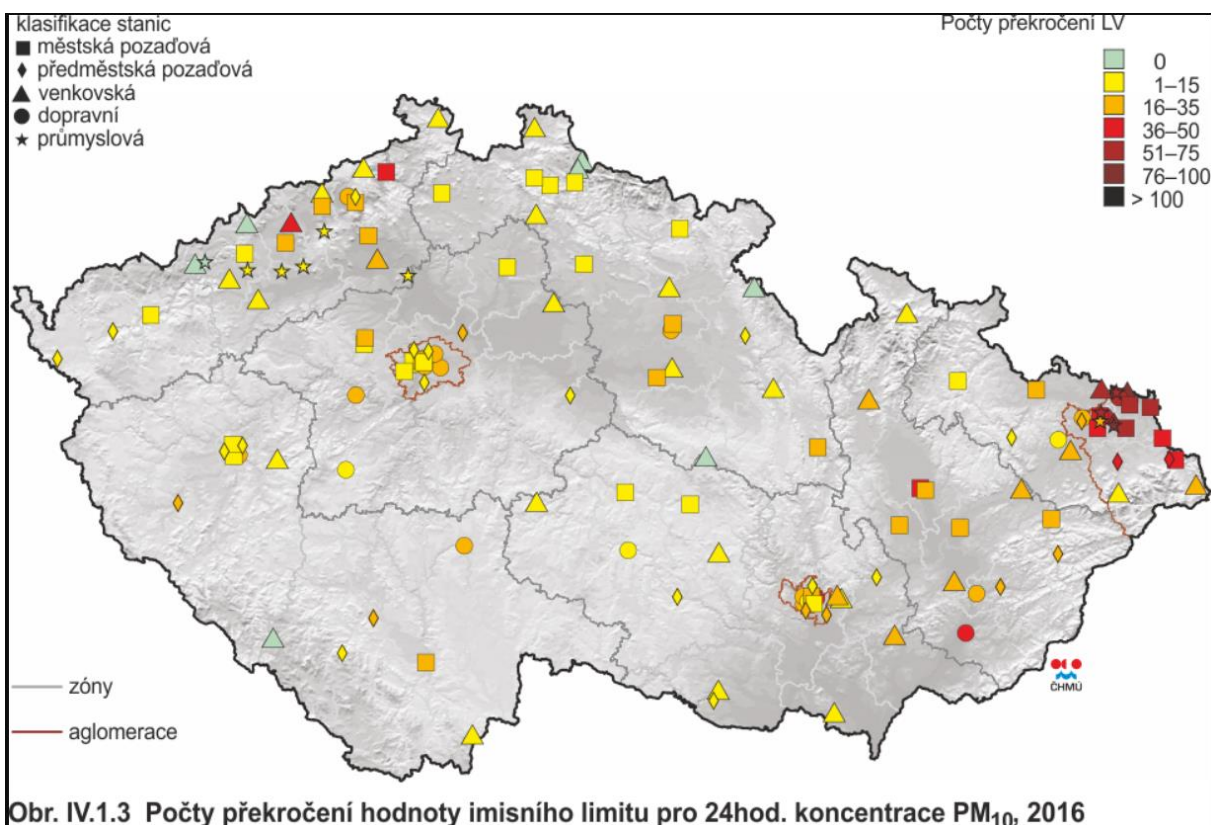 klasifikace stanic
městská pozaďová
předměstská pozaďová
venkovská
dopravní
průmyslová
Počty překročení LV
0
1–15
16–35
36–50
51–75
76–100
> 100
ČHMÚ
zóny
aglomerace
Obr. IV.1.3 Počty překročení hodnoty imisního limitu pro 24hod. koncentrace PM₁₀, 2016